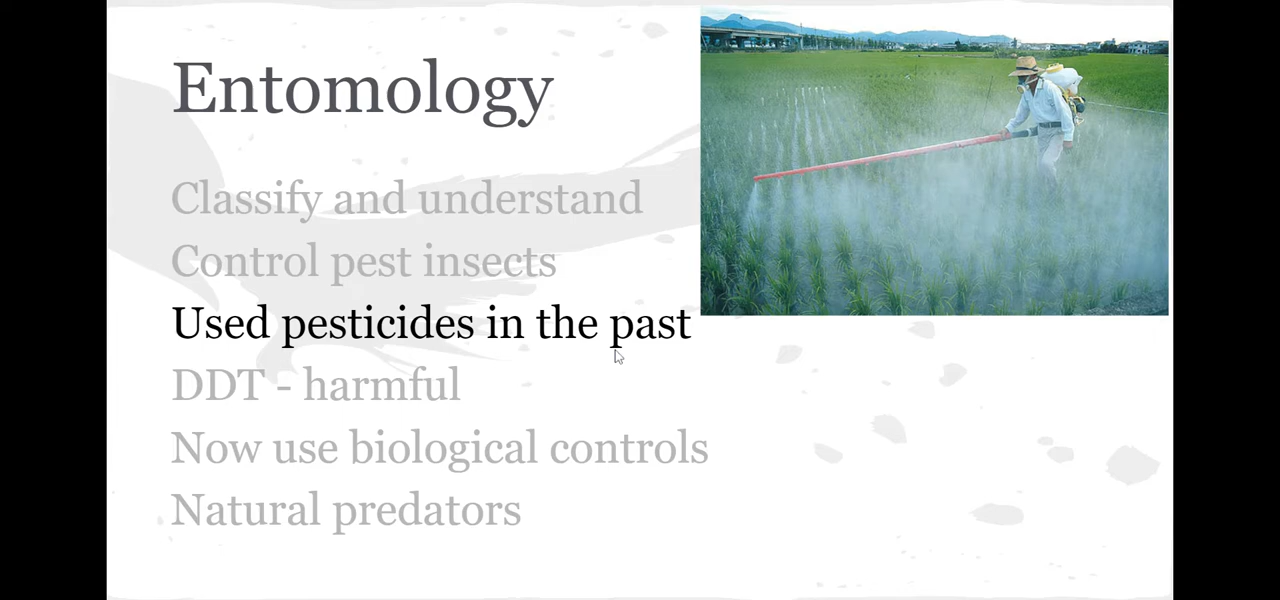 Entomology
Classify and understand
Control pest insects
Used pesticides in the past
DDT - harmful
Now use biological controls
Natural predators